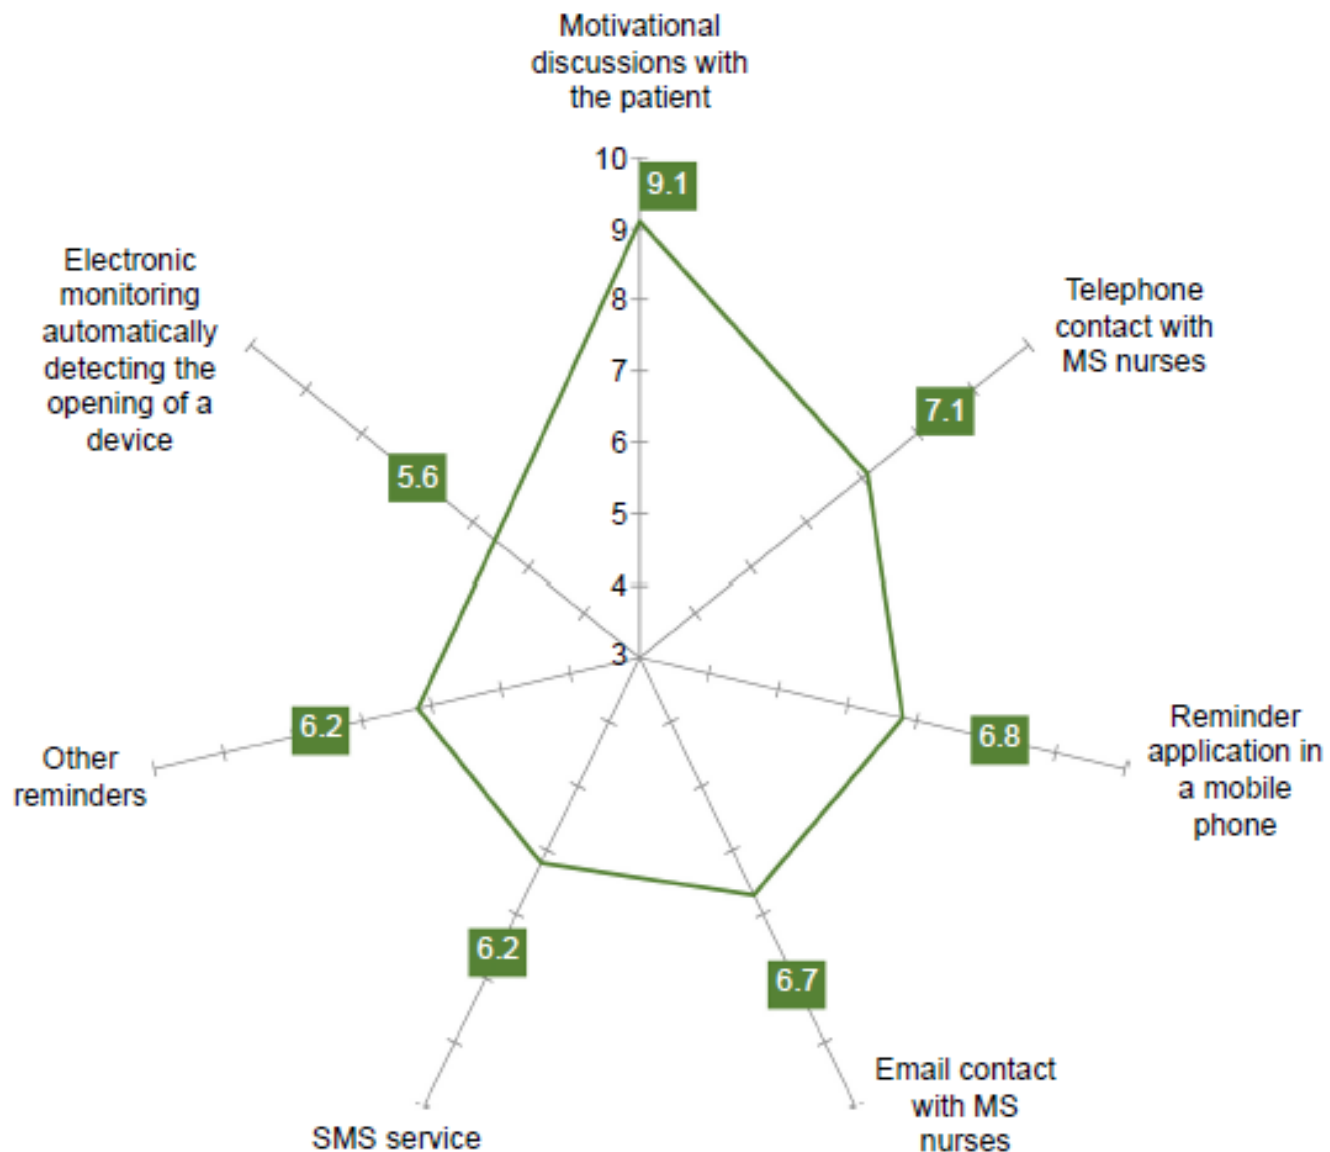 Motivational
discussions with
the patient
10
9.1
9
8
7
6
5
4
3
Telephone
contact with
MS nurses
7.1
Reminder
application in
a mobile
phone
6.8
Email contact
with MS
nurses
6.7
SMS service
6.2
Other
reminders
6.2
Electronic
monitoring
automatically
detecting the
opening of a
device
5.6